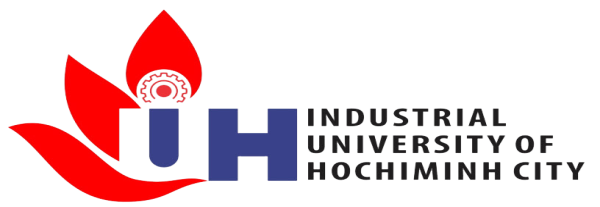 IUH
INDUSTRIAL
UNIVERSITY OF
HOCHIMINH CITY